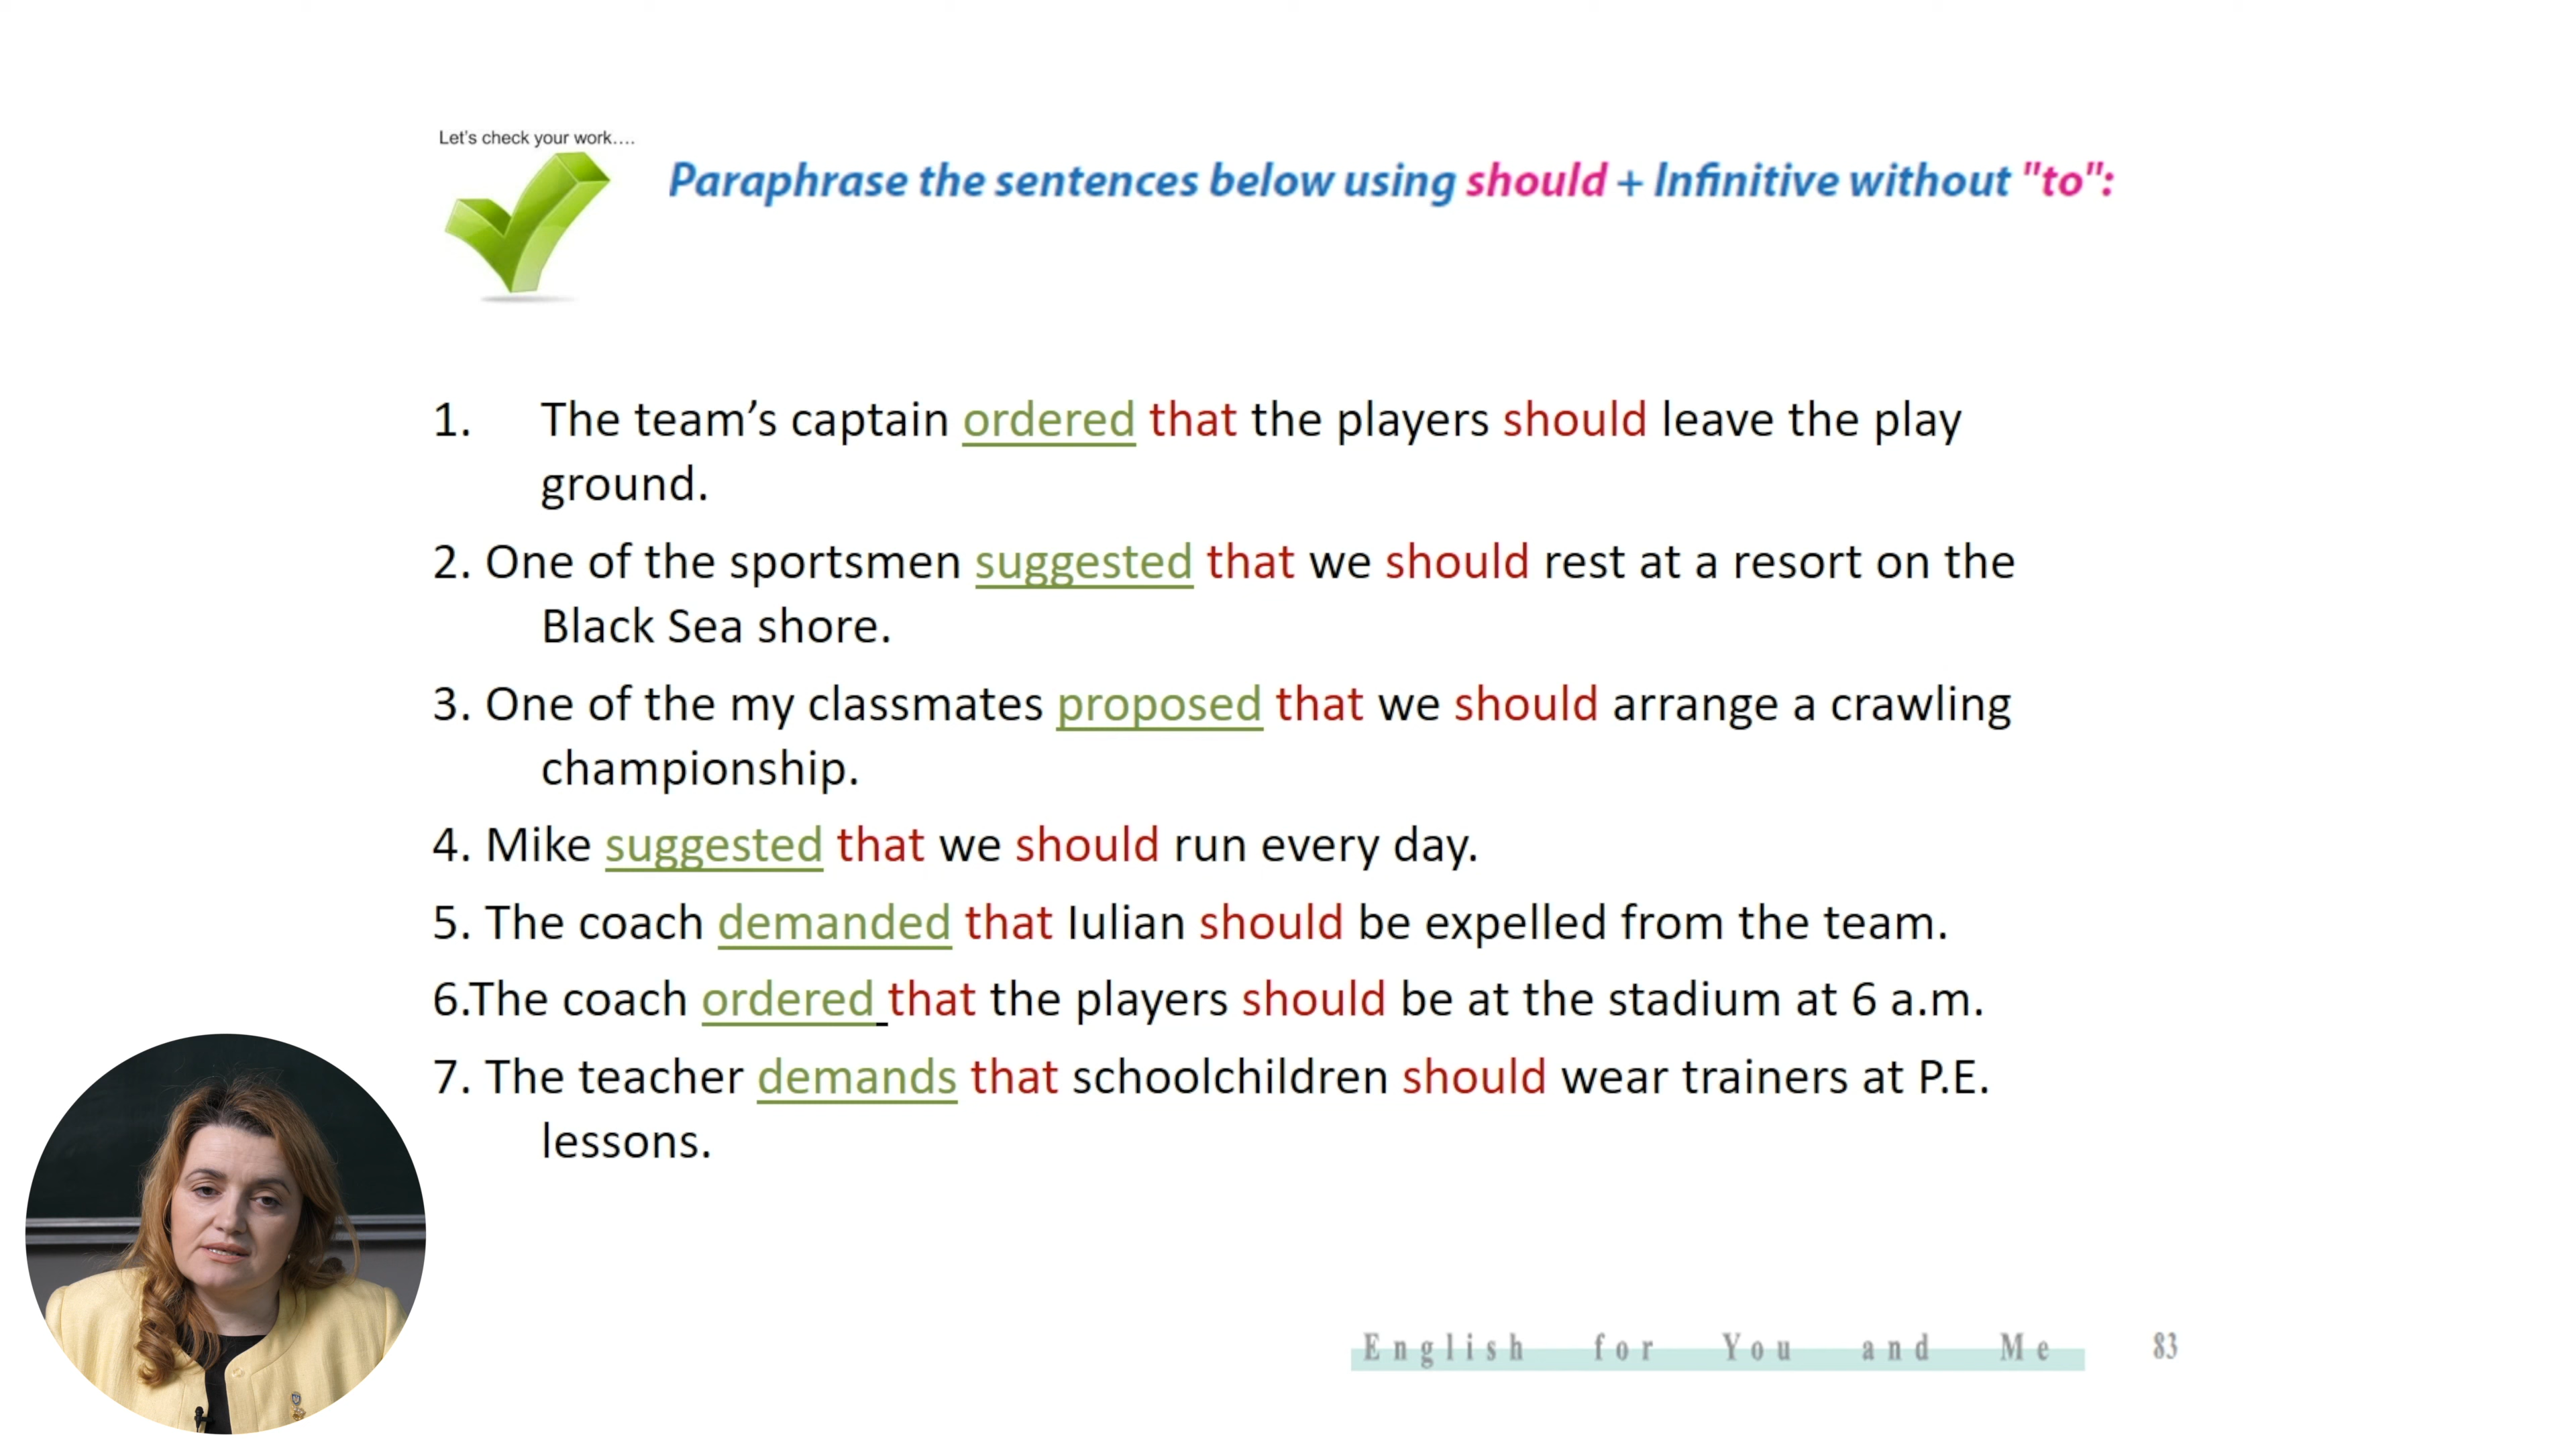 Let's check your work....
Paraphrase the sentences below using should + Infinitive without "to":
1. The team’s captain ordered that the players should leave the play
ground.
2. One of the sportsmen suggested that we should rest at a resort on the
Black Sea shore.
3. One of the my classmates proposed that we should arrange a crawling
championship.
4. Mike suggested that we should run every day.
5. The coach demanded that Iulian should be expelled from the team.
6.The coach ordered that the players should be at the stadium at 6 a.m.
7. The teacher demands that schoolchildren should wear trainers at P.E.
lessons.
English for You and Me 83